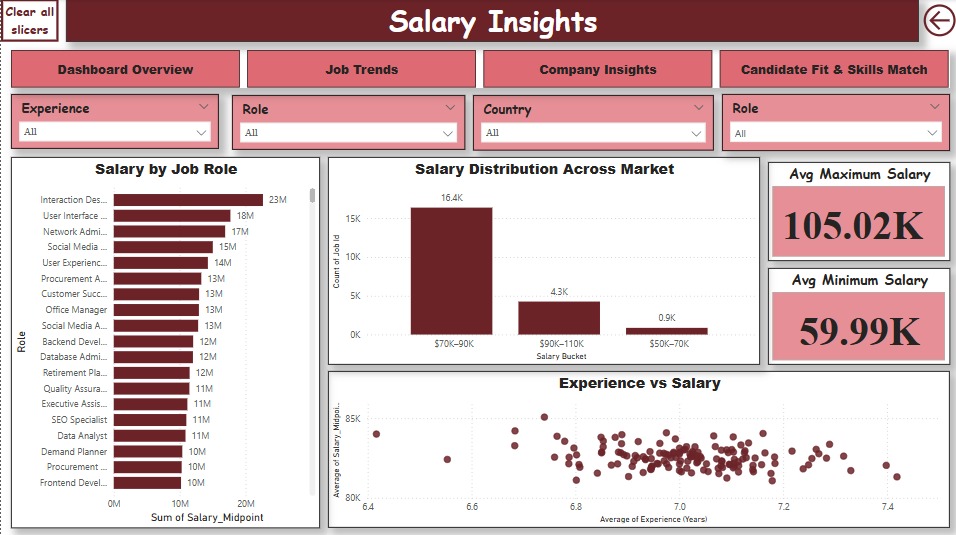 Clear all
slicers
Salary Insights
Dashboard Overview
Job Trends
Company Insights
Candidate Fit & Skills Match
Experience
All
Role
All
Country
All
Role
All
Salary by Job Role
Role
Interaction Des... 23M
User Interface ... 18M
Network Admi... 17M
Social Media ... 15M
User Experienc... 14M
Procurement A... 13M
Customer Succ... 13M
Office Manager 13M
Social Media A... 13M
Backend Devel... 12M
Database Admi... 12M
Retirement Pla... 12M
Quality Assura... 11M
Executive Assis... 11M
SEO Specialist 11M
Data Analyst 11M
Demand Planner 10M
Procurement ... 10M
Frontend Devel... 10M
0M 10M 20M
Sum of Salary_Midpoint
Salary Distribution Across Market
Count of Job Id
15K
10K
5K
0K
16.4K
4.3K
0.9K
$70K–90K $90K–110K $50K–70K
Salary Bucket
Avg Maximum Salary
105.02K
Avg Minimum Salary
59.99K
Experience vs Salary
Average of Salary_Midpoi...
85K
80K
6.4 6.6 6.8 7.0 7.2 7.4
Average of Experience (Years)